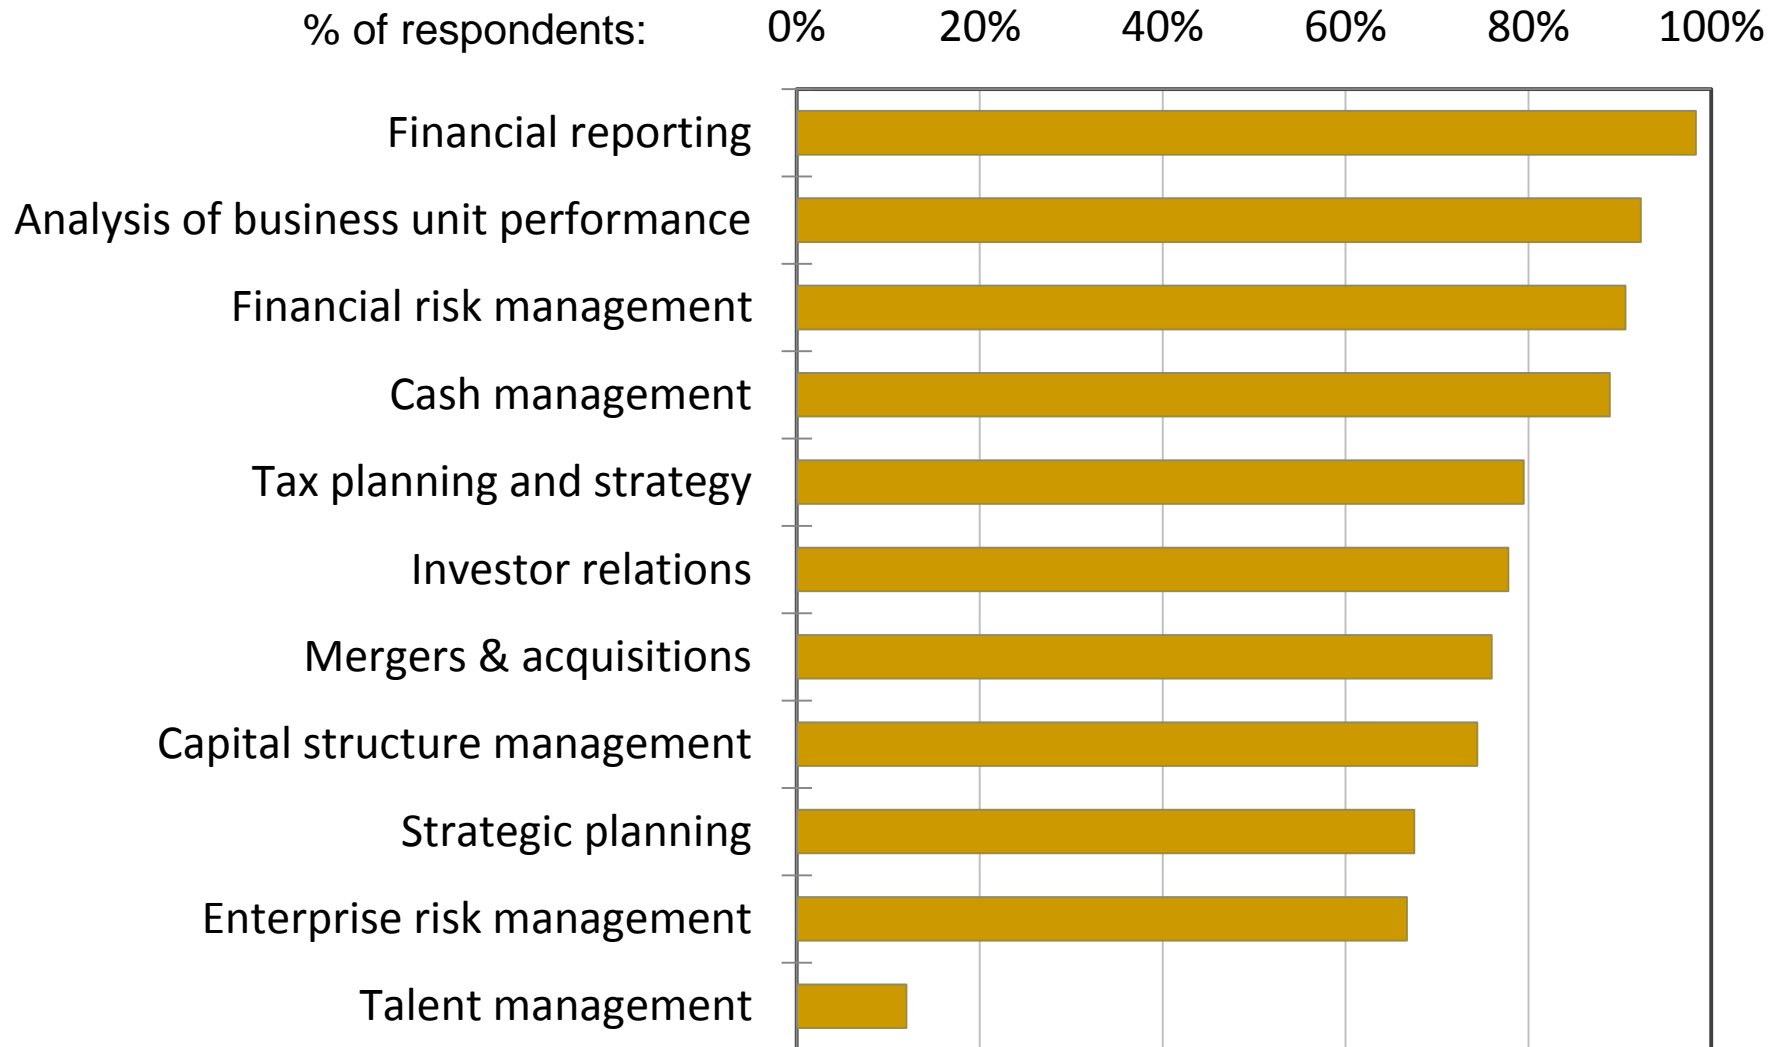 % of respondents: 0% 20% 40% 60% 80% 100%
Financial reporting
Analysis of business unit performance
Financial risk management
Cash management
Tax planning and strategy
Investor relations
Mergers & acquisitions
Capital structure management
Strategic planning
Enterprise risk management
Talent management